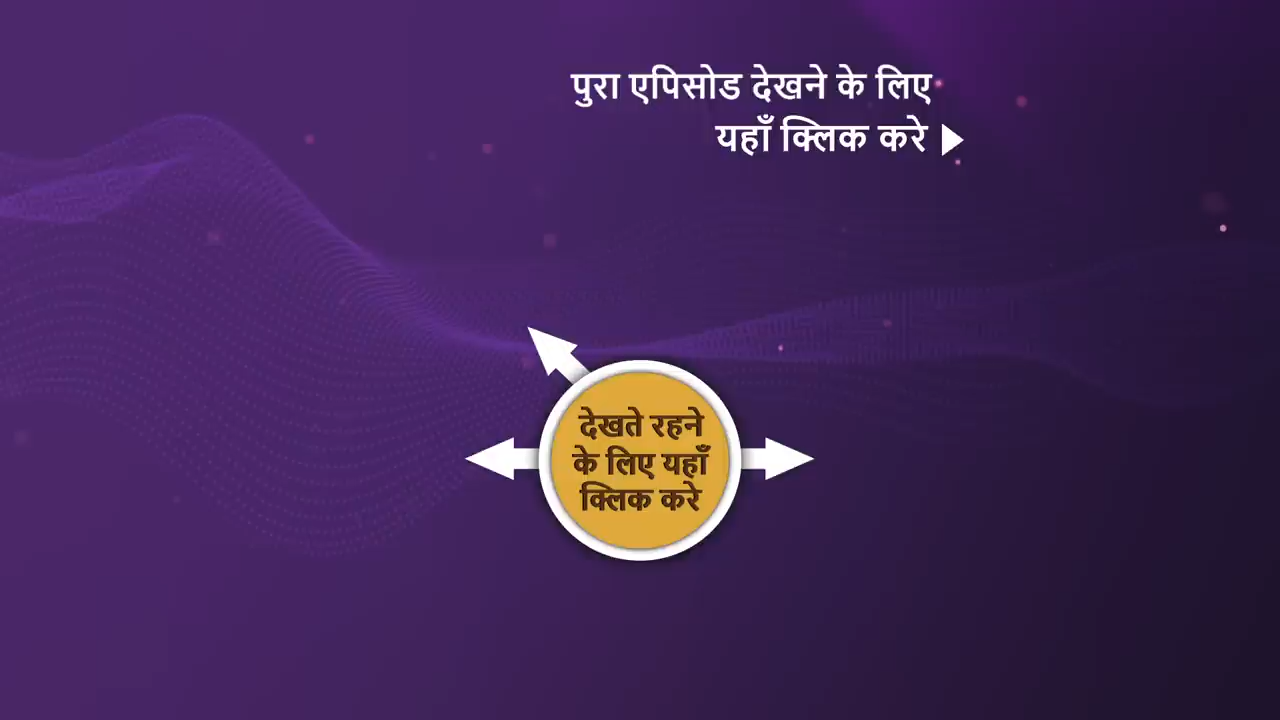 पुरा एपिसोड देखने के लिए
यहाँ क्लिक करे
देखते रहने
के लिए यहाँ
क्लिक करे